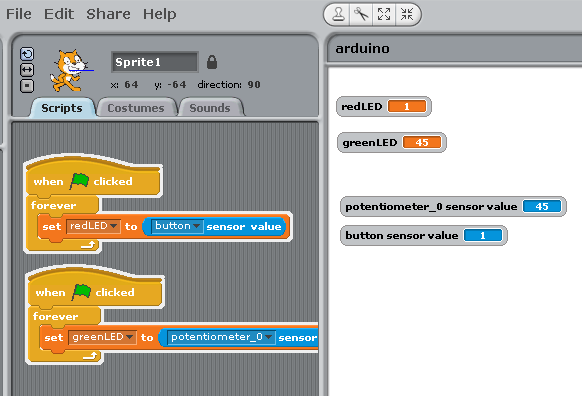 File Edit Share Help
Sprite1
x: 64 y: -64 direction: 90
Scripts Costumes Sounds
when clicked
forever
set redLED to button sensor value
when clicked
forever
set greenLED to potentiometer_0 sensor
arduino
redLED 1
greenLED 45
potentiometer_0 sensor value 45
button sensor value 1